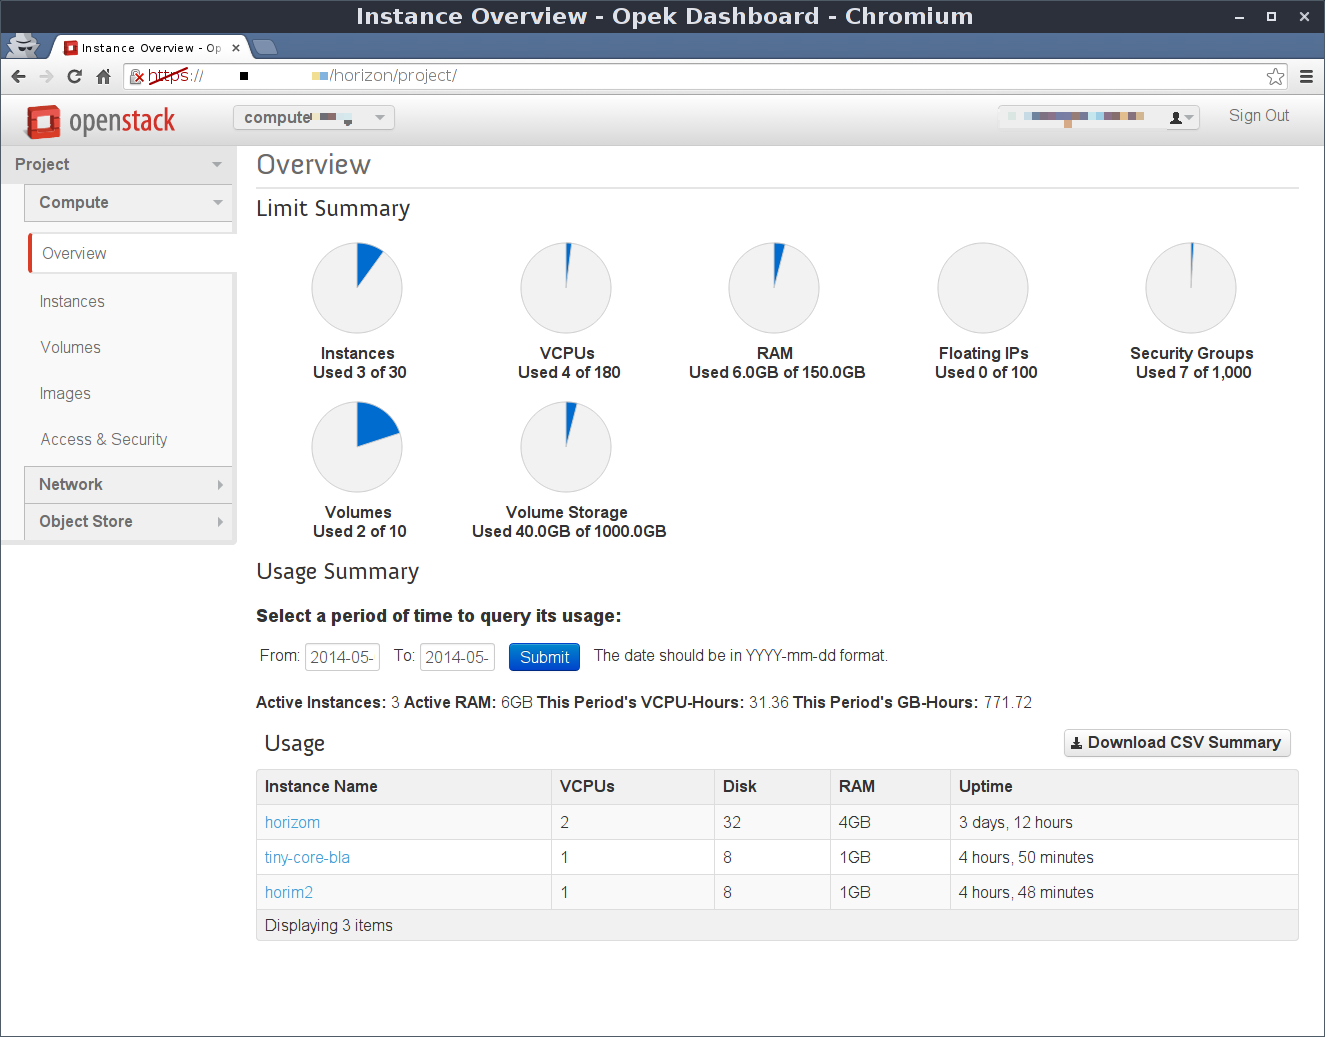 Instance Overview - Opek Dashboard - Chromium
Instance Overview - Op
https://
/horizon/project/
openstack
compute
Sign Out
Project
Compute
Overview
Instances
Volumes
Images
Access & Security
Network
Object Store
Overview
Limit Summary
Instances
Used 3 of 30
VCPUs
Used 4 of 180
RAM
Used 6.0GB of 150.0GB
Floating IPs
Used 0 of 100
Security Groups
Used 7 of 1,000
Volumes
Used 2 of 10
Volume Storage
Used 40.0GB of 1000.0GB
Usage Summary
Select a period of time to query its usage:
From: 2014-05- To: 2014-05- Submit The date should be in YYYY-mm-dd format.
Active Instances: 3 Active RAM: 6GB This Period's VCPU-Hours: 31.36 This Period's GB-Hours: 771.72
Usage
Download CSV Summary
Instance Name VCPUs Disk RAM Uptime
horizom 2 32 4GB 3 days, 12 hours
tiny-core-bla 1 8 1GB 4 hours, 50 minutes
horim2 1 8 1GB 4 hours, 48 minutes
Displaying 3 items